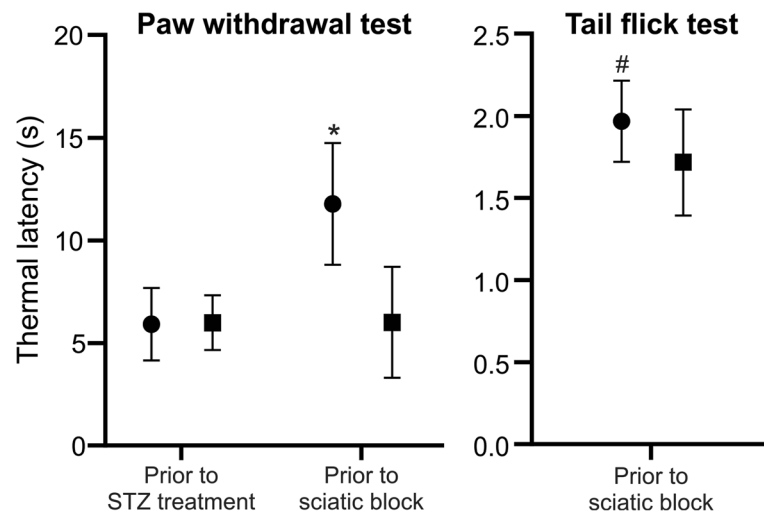 Paw withdrawal test
Tail flick test
Thermal latency (s)
20
15
10
5
0
*
Prior to
STZ treatment
Prior to
sciatic block
2.5
2.0
1.5
1.0
0.5
0.0
#
Prior to
sciatic block